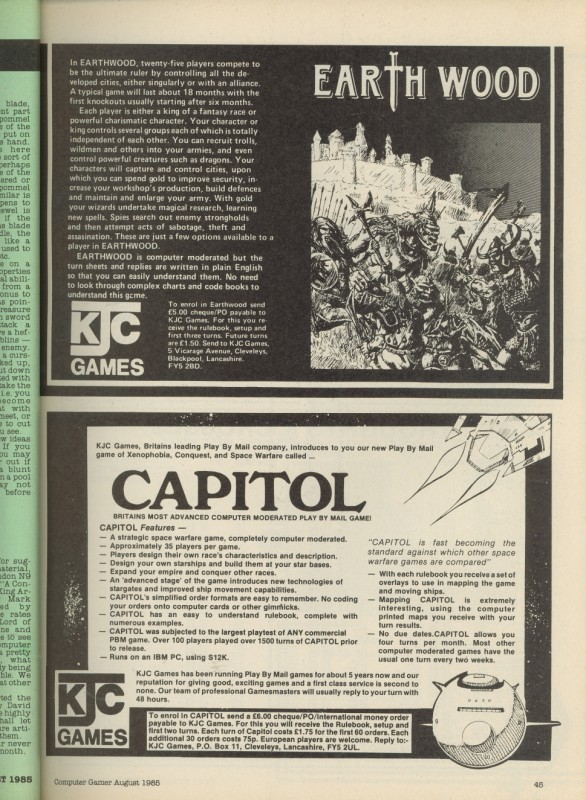 In EARTHWOOD, twenty-five players compete to
be the ultimate ruler by controlling all the de-
veloped cities, either singularly or with an alliance.
A typical game will last about 18 months with the
first knockouts usually starting after six months.
Each player is either a king of a fantasy race or
powerful charismatic character. Your character or
king controls several groups each of which is totally
independent of each other. You can recruit trolls,
wildmen and others into your armies, and even
control powerful creatures such as dragons. Your
characters will capture and control cities, upon
which you can spend gold to improve security, in-
crease your workshop's production, build defences
and maintain and enlarge your army. With gold
your wizards undertake magical research, learning
new spells. Spies search out enemy strongholds
and then attempt acts of sabotage, theft and
assasination. These are just a few options available to a
player in EARTHWOOD.
EARTHWOOD is computer moderated but the
turn sheets and replies are written in plain English
so that you can easily understand them. No need
to look through complex charts and code books to
understand this game.
EARTH WOOD
KJC
GAMES
To enrol in Earthwood send
£5.00 cheque/PO payable to
KJC Games. For this you re-
ceive the rulebook, setup and
first three turns. Future turns
are £1.50. Send to KJC Games,
5 Vicarage Avenue, Cleveleys,
Blackpool, Lancashire.
FY5 2BD.
KJC Games, Britains leading Play By Mail company, introduces to you our new Play By Mail
game of Xenophobia, Conquest, and Space Warfare called ...
CAPITOL
BRITAINS MOST ADVANCED COMPUTER MODERATED PLAY BY MAIL GAME!
CAPITOL Features —
— A strategic space warfare game, completely computer moderated.
— Approximately 35 players per game.
— Players design their own race's characteristics and description.
— Design your own starships and build them at your star bases.
— Expand your empire and conquer other races.
— An 'advanced stage' of the game introduces new technologies of
stargates and improved ship movement capabilities.
— CAPITOL's simplified order formats are easy to remember. No coding
your orders onto computer cards or other gimmicks.
— CAPITOL has an easy to understand rulebook, complete with
numerous examples.
— CAPITOL was subjected to the largest playtest of ANY commercial
PBM game. Over 100 players played over 1500 turns of CAPITOL prior
to release.
— Runs on an IBM PC, using 512K.
"CAPITOL is fast becoming the
standard against which other space
warfare games are compared"
— With each rulebook you receive a set of
overlays to use in mapping the game
and moving ships.
— Mapping CAPITOL is extremely
interesting, using the computer
printed maps you receive with your
turn results.
— No due dates. CAPITOL allows you
four turns per month. Most other
computer moderated games have the
usual one turn every two weeks.
KJC
GAMES
KJC Games has been running Play By Mail games for about 5 years now and our
reputation for giving good, exciting games and a first class service is second to
none. Our team of professional Gamesmasters will usually reply to your turn with
48 hours.
To enrol in CAPITOL send a £6.00 cheque/PO/International money order
payable to KJC Games. For this you will receive the Rulebook, setup and
first two turns. Each turn of Capitol costs £1.75 for the first 60 orders. Each
additional 30 orders costs 75p. European players are welcome. Reply to:-
KJC Games, P.O. Box 11, Cleveleys, Lancashire, FY5 2UL.
Computer Gamer August 1985
45